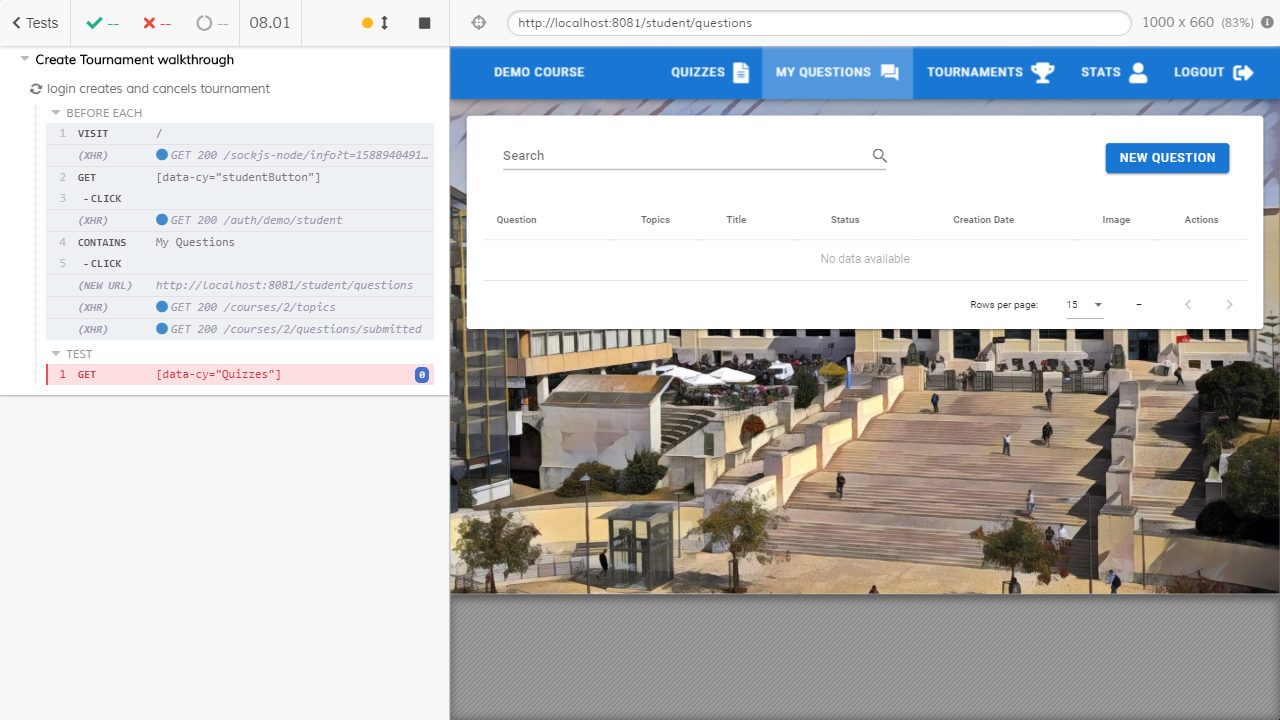 Tests -- -- -- 08.01
Create Tournament walkthrough
login creates and cancels tournament
BEFORE EACH
1 VISIT /
(XHR) GET 200 /sockjs-node/info?t=1588940491…
2 GET [data-cy="studentButton"]
3 -CLICK
(XHR) GET 200 /auth/demo/student
4 CONTAINS My Questions
5 -CLICK
(NEW URL) http://localhost:8081/student/questions
(XHR) GET 200 /courses/2/topics
(XHR) GET 200 /courses/2/questions/submitted
TEST
1 GET [data-cy="Quizzes"] 0
http://localhost:8081/student/questions 1000 x 660 (83%)
DEMO COURSE QUIZZES MY QUESTIONS TOURNAMENTS STATS LOGOUT
Search NEW QUESTION
Question Topics Title Status Creation Date Image Actions
No data available
Rows per page: 15 –